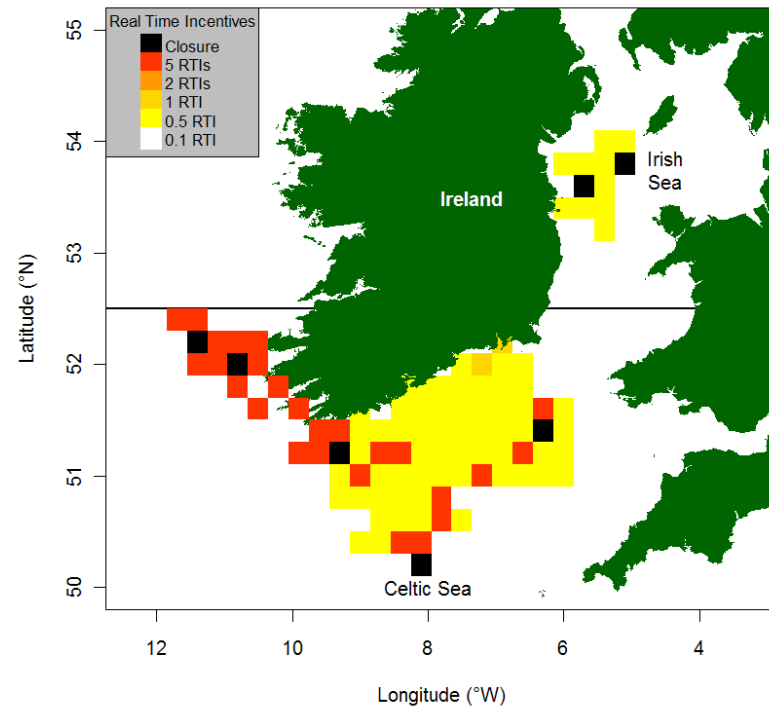 Real Time Incentives
Closure
5 RTIs
2 RTIs
1 RTI
0.5 RTI
0.1 RTI
Irish
Sea
Ireland
Celtic Sea
55
54
53
52
51
50
Latitude (°N)
12
10
8
6
4
Longitude (°W)